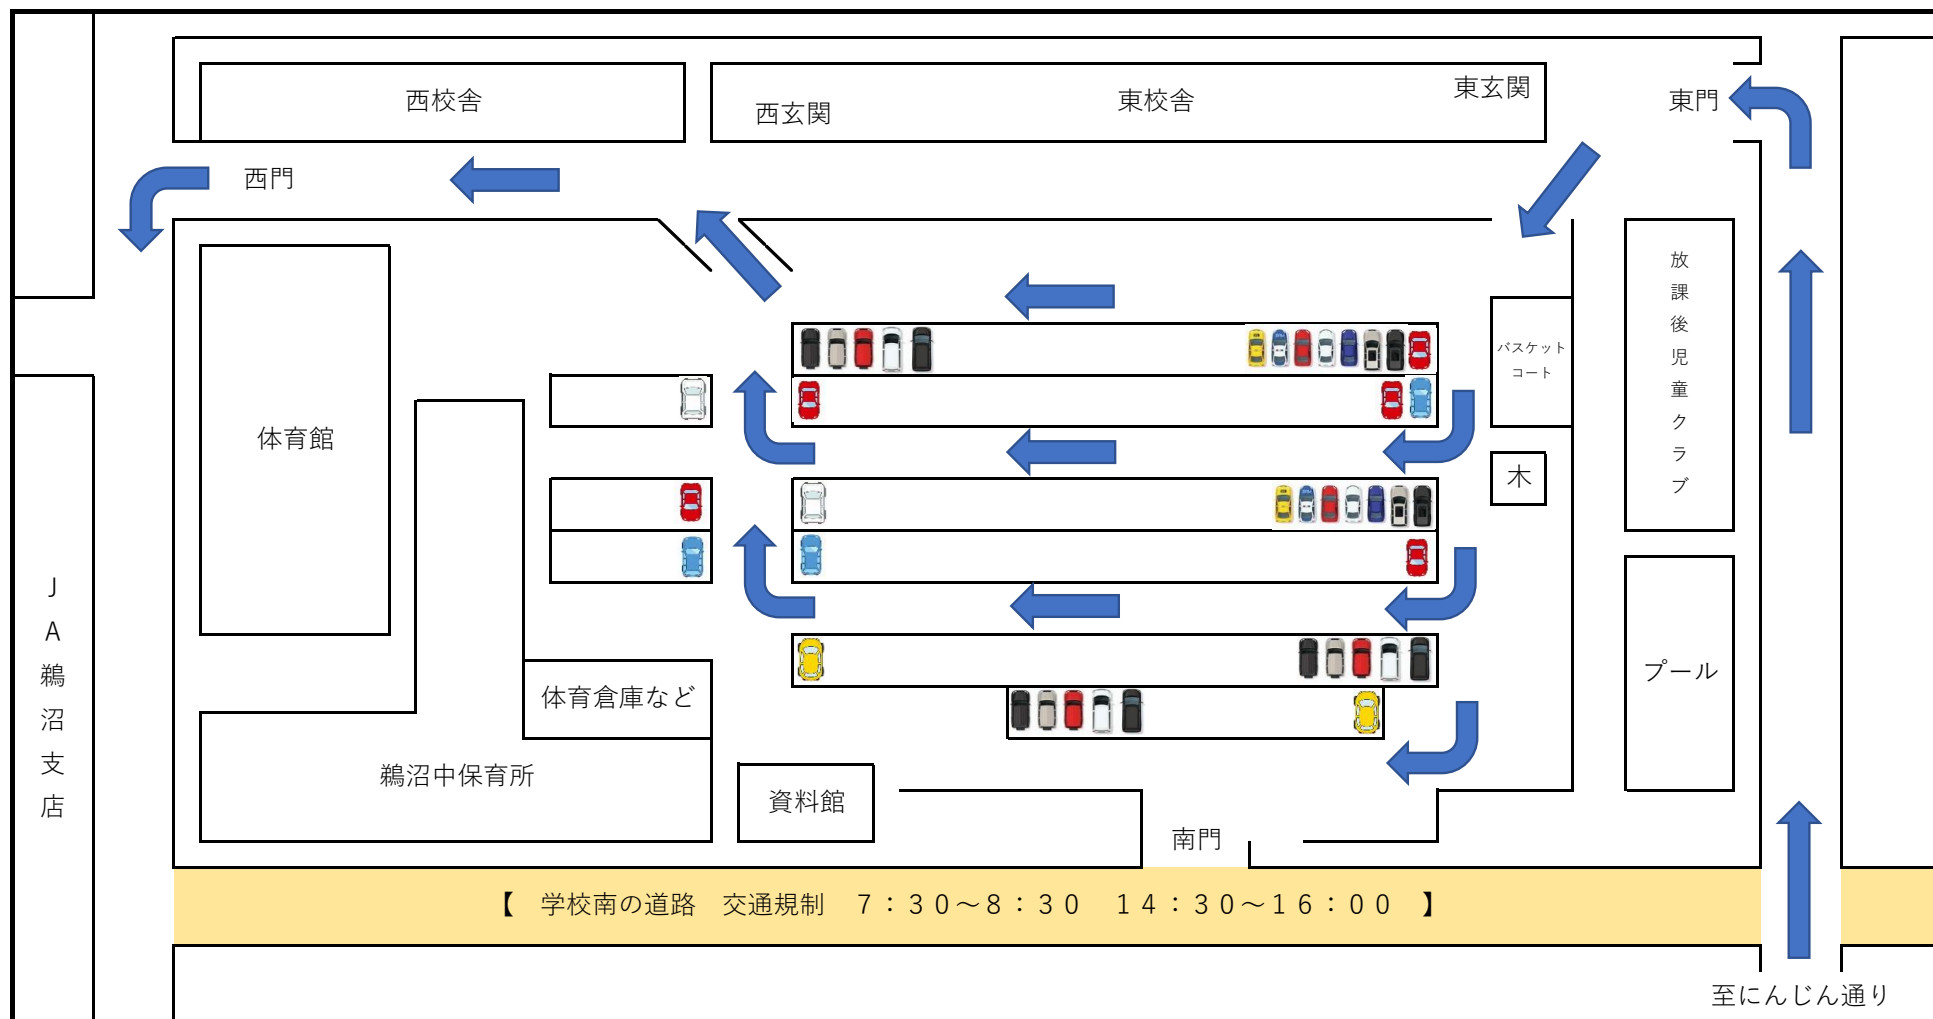 西校舎
西玄関
東校舎
東玄関
東門
西門
放課後児童クラブ
バスケット
コート
体育館
木
JA鵜沼支店
体育倉庫など
プール
鵜沼中保育所
資料館
南門
【 学校南の道路 交通規制 7:30~8:30 14:30~16:00 】
至にんじん通り